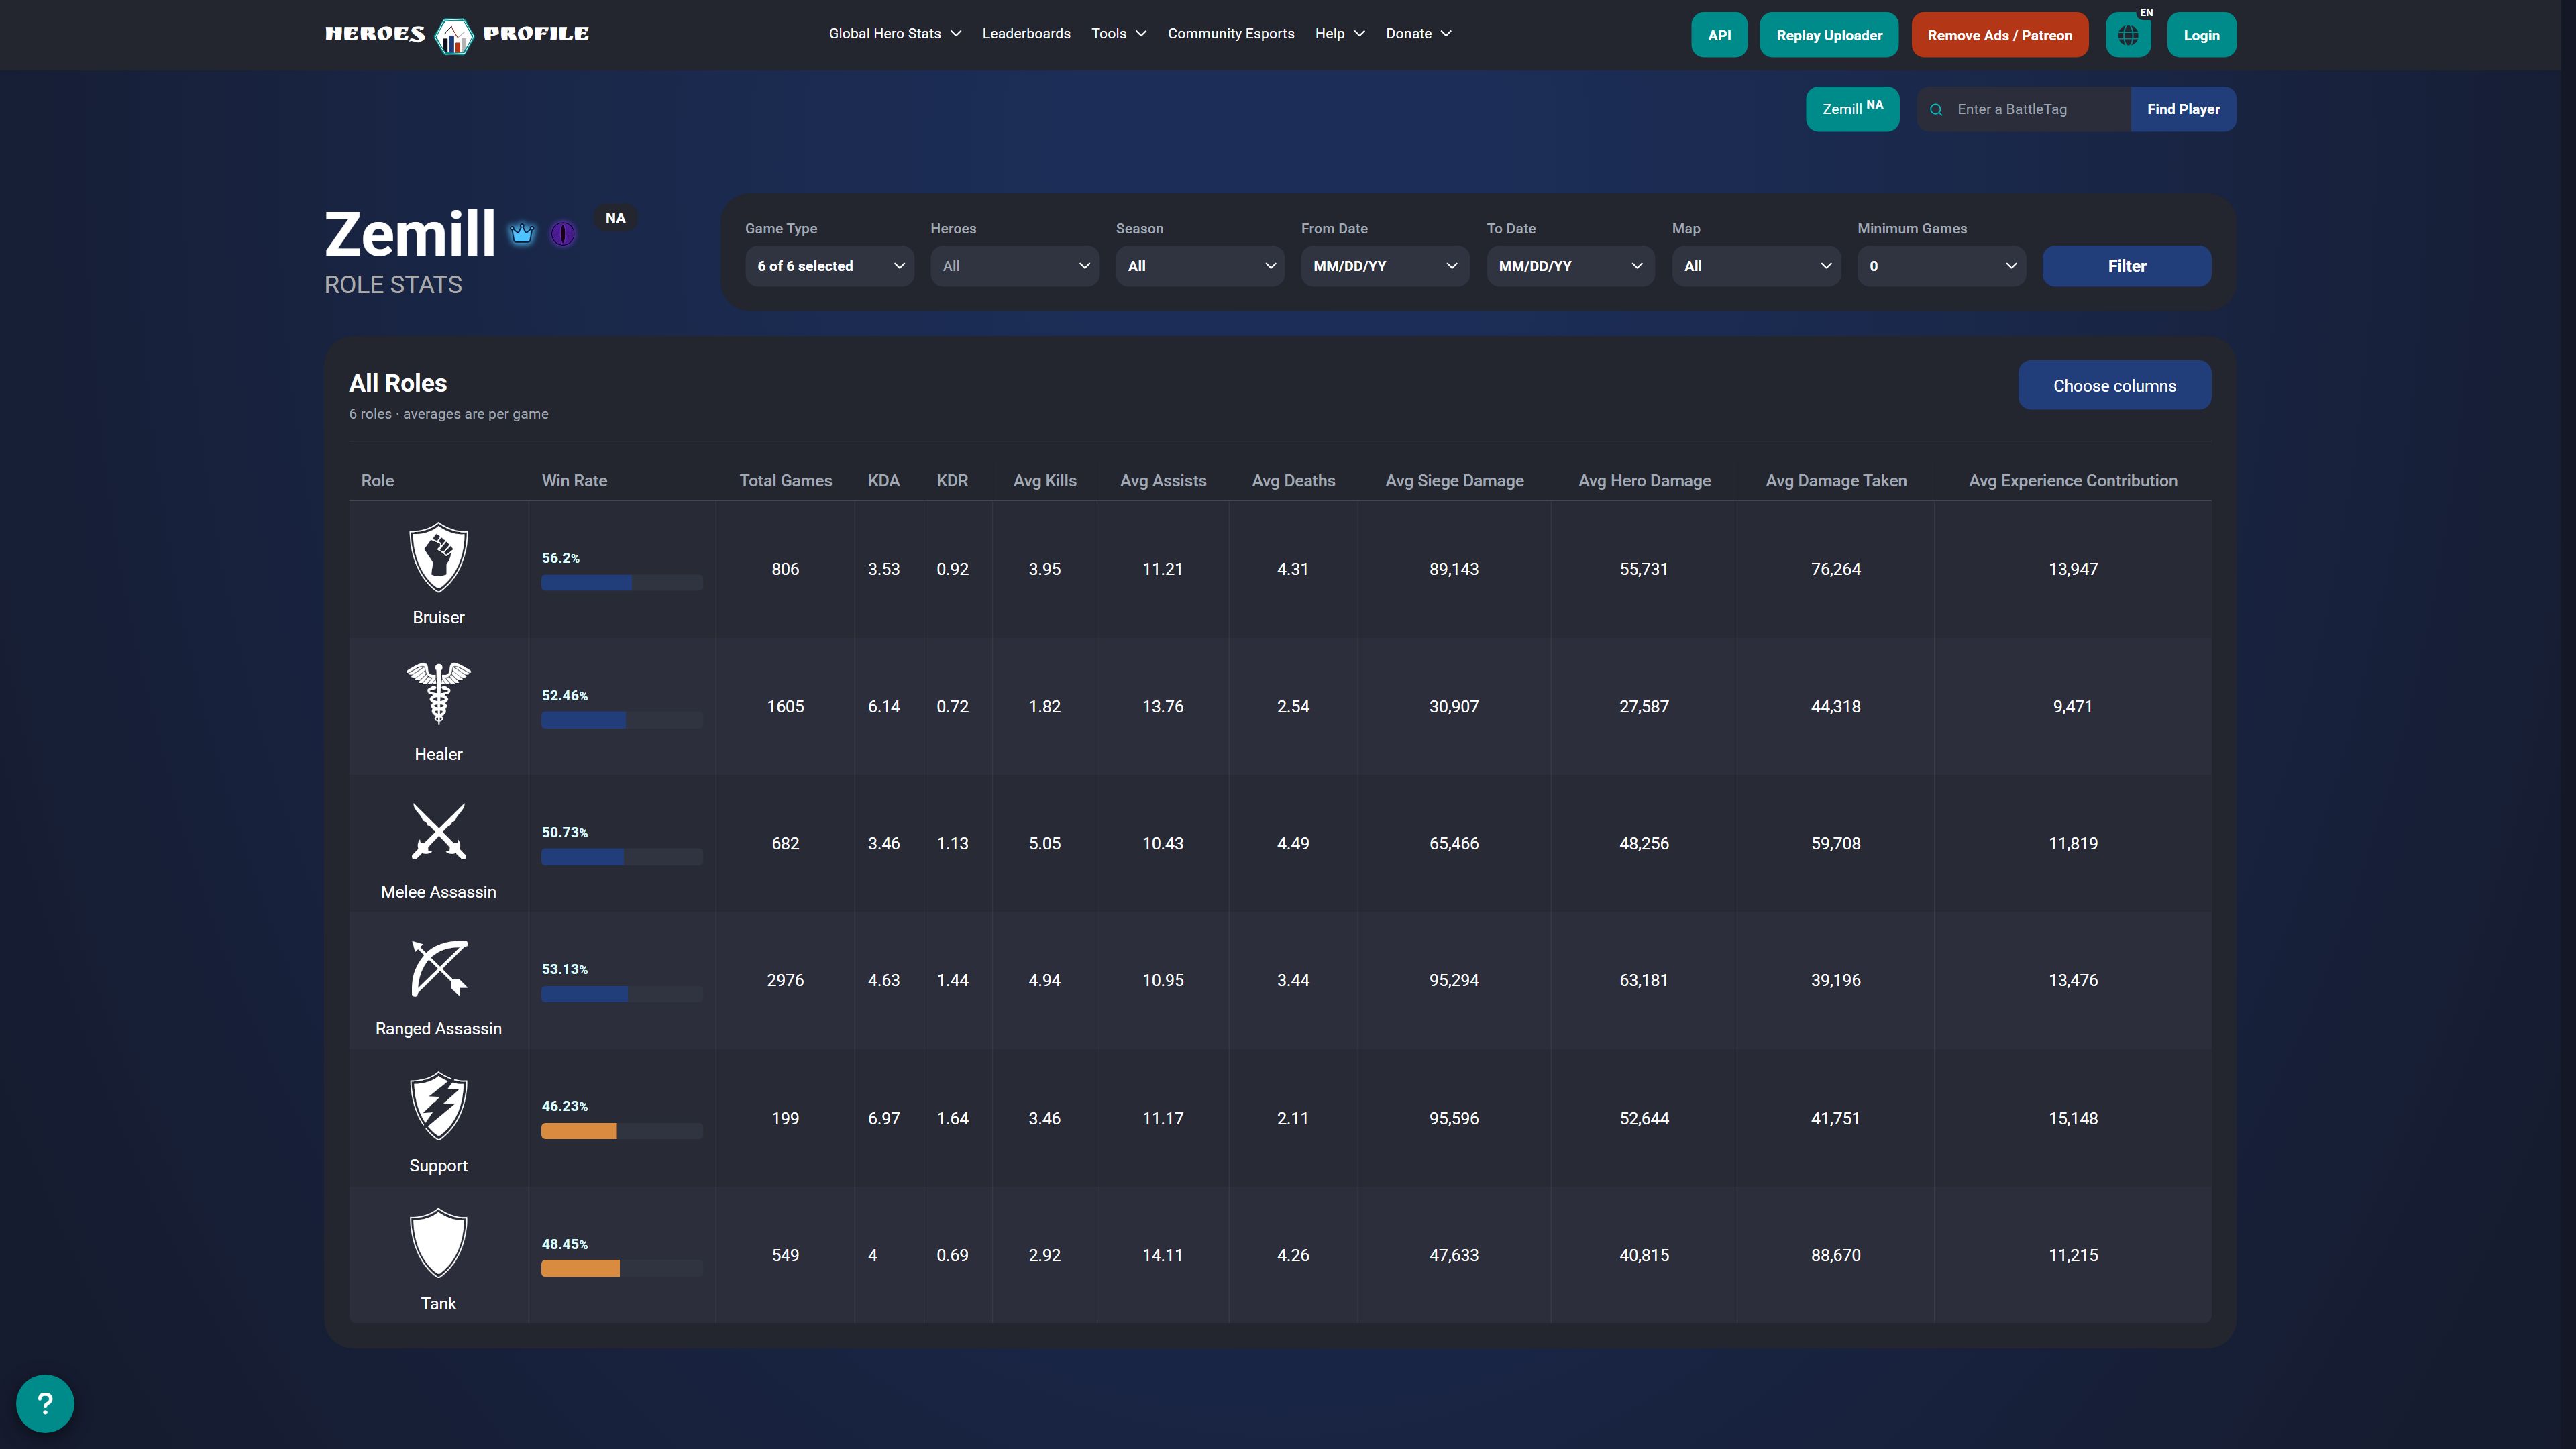 HEROES PROFILE
Global Hero Stats Leaderboards Tools Community Esports Help Donate
API Replay Uploader Remove Ads / Patreon EN Login
Zemill NA Enter a BattleTag Find Player
Zemill NA
ROLE STATS
Game Type Heroes Season From Date To Date Map Minimum Games
6 of 6 selected All All MM/DD/YY MM/DD/YY All 0 Filter
All Roles
6 roles · averages are per game
Choose columns
Role Win Rate Total Games KDA KDR Avg Kills Avg Assists Avg Deaths Avg Siege Damage Avg Hero Damage Avg Damage Taken Avg Experience Contribution
Bruiser 56.2% 806 3.53 0.92 3.95 11.21 4.31 89,143 55,731 76,264 13,947
Healer 52.46% 1605 6.14 0.72 1.82 13.76 2.54 30,907 27,587 44,318 9,471
Melee Assassin 50.73% 682 3.46 1.13 5.05 10.43 4.49 65,466 48,256 59,708 11,819
Ranged Assassin 53.13% 2976 4.63 1.44 4.94 10.95 3.44 95,294 63,181 39,196 13,476
Support 46.23% 199 6.97 1.64 3.46 11.17 2.11 95,596 52,644 41,751 15,148
Tank 48.45% 549 4 0.69 2.92 14.11 4.26 47,633 40,815 88,670 11,215
?